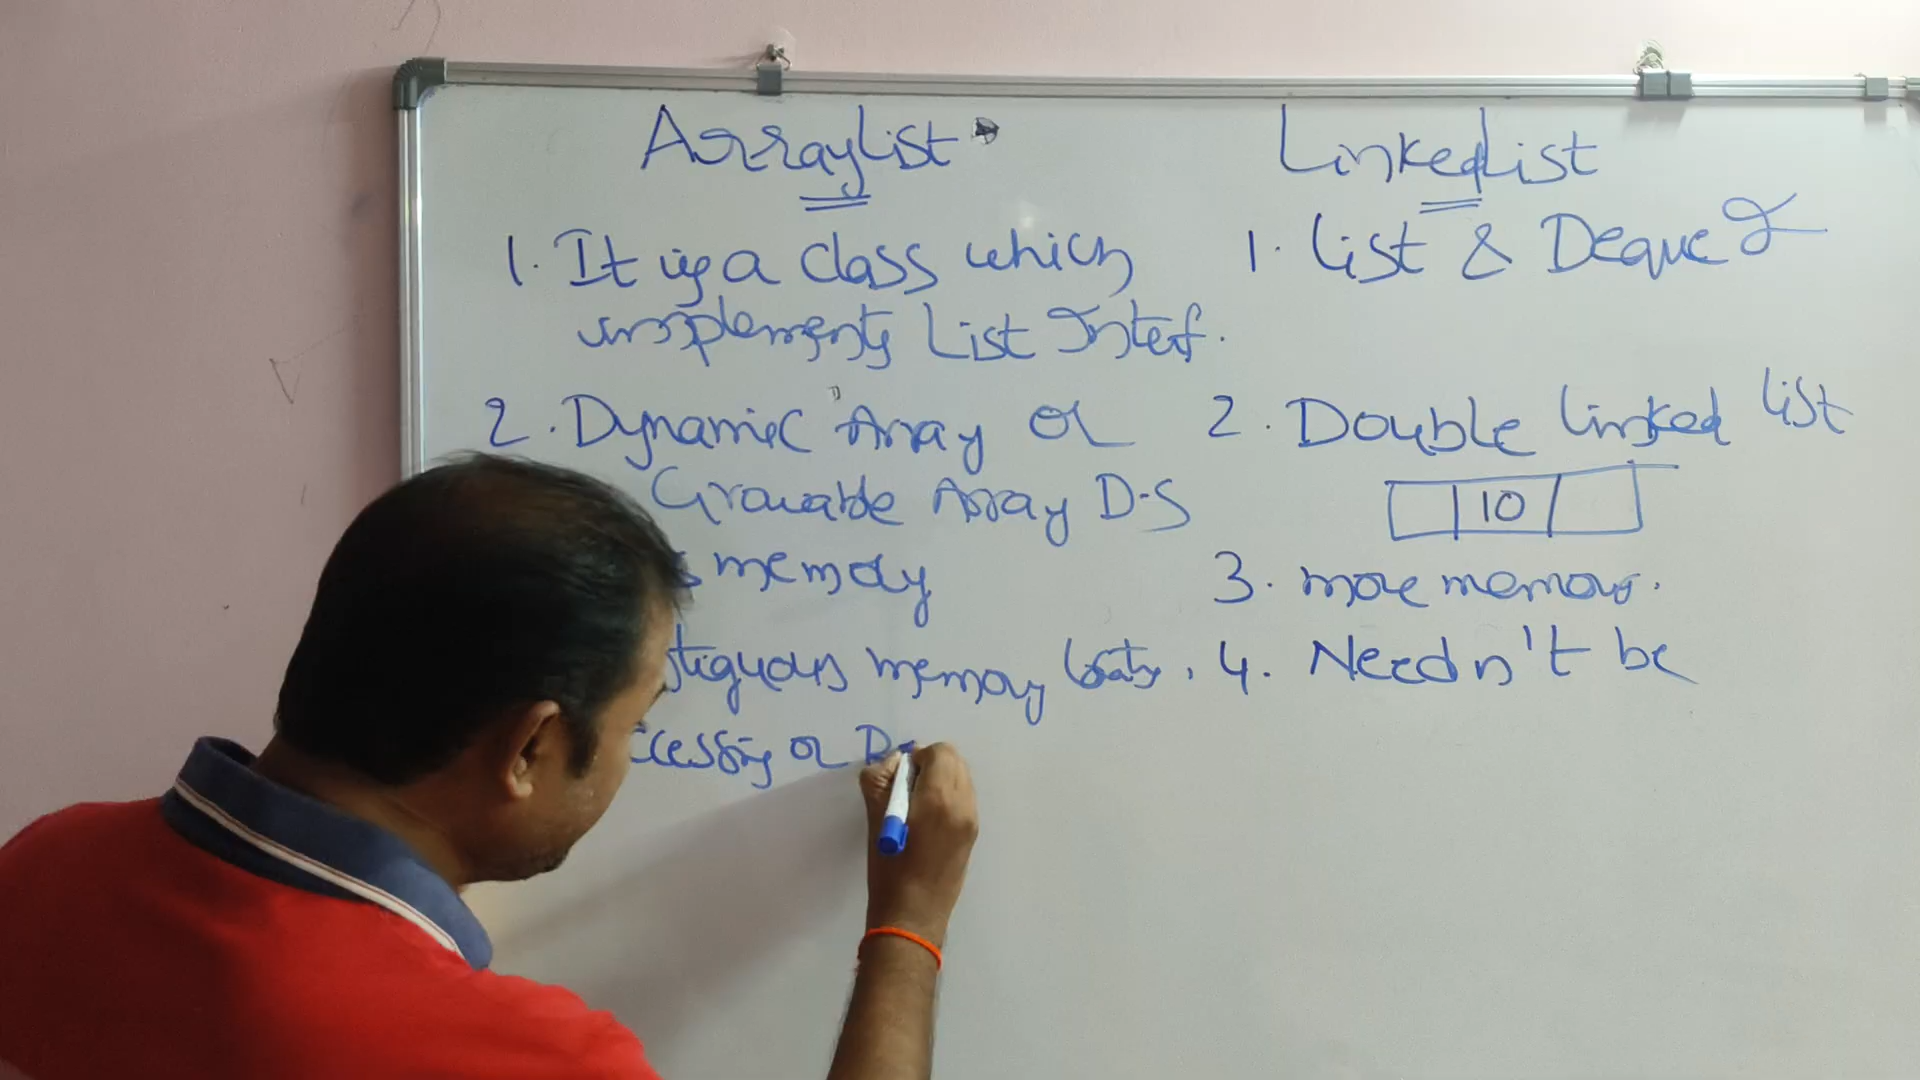 ArrayList
LinkedList
1. It is a class which
implements List Interf.
1. List & Deque I
2. Dynamic Array or
Growable Array D-S
2. Double linked list
10
memory
3. more memory.
tiguous memory
4. Needn't be
cessing or